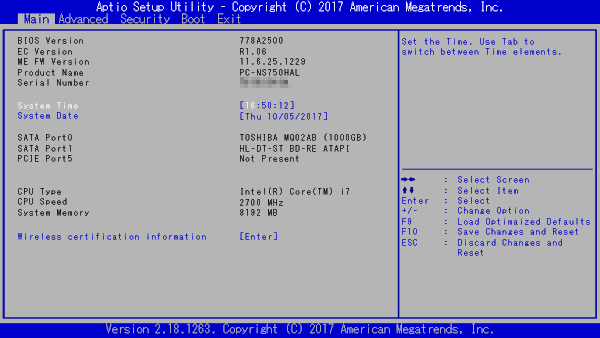 Aptio Setup Utility - Copyright (C) 2017 American Megatrends, Inc.
Main Advanced Security Boot Exit
BIOS Version 778A2500
EC Version R1.06
ME FW Version 11.6.25.1229
Product Name PC-NS750HAL
Serial Number
System Time [16:50:12]
System Date [Thu 10/05/2017]
SATA Port0 TOSHIBA MQ02AB (1000GB)
SATA Port1 HL-DT-ST BD-RE ATAPI
PCIE Port5 Not Present
CPU Type Intel(R) Core(TM) i7
CPU Speed 2700 MHz
System Memory 8192 MB
Wireless certification information [Enter]
Set the Time. Use Tab to
switch between Time elements.
→← : Select Screen
↑↓ : Select Item
Enter : Select
+/- : Change Option
F9 : Load Optimaized Defaults
F10 : Save Changes and Reset
ESC : Discard Changes and
Reset
Version 2.18.1263. Copyright (C) 2017 American Megatrends, Inc.